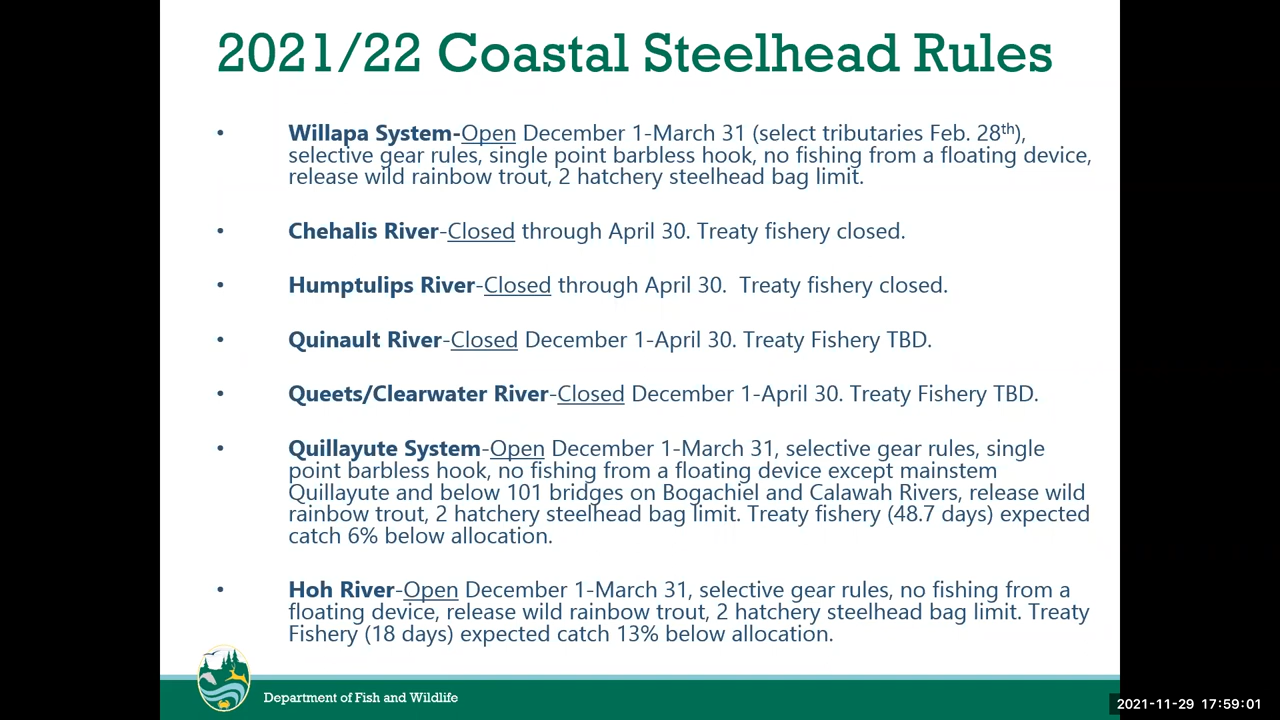 2021/22 Coastal Steelhead Rules
• Willapa System-Open December 1-March 31 (select tributaries Feb. 28th),
selective gear rules, single point barbless hook, no fishing from a floating device,
release wild rainbow trout, 2 hatchery steelhead bag limit.
• Chehalis River-Closed through April 30. Treaty fishery closed.
• Humptulips River-Closed through April 30.  Treaty fishery closed.
• Quinault River-Closed December 1-April 30. Treaty Fishery TBD.
• Queets/Clearwater River-Closed December 1-April 30. Treaty Fishery TBD.
• Quillayute System-Open December 1-March 31, selective gear rules, single
point barbless hook, no fishing from a floating device except mainstem
Quillayute and below 101 bridges on Bogachiel and Calawah Rivers, release wild
rainbow trout, 2 hatchery steelhead bag limit. Treaty fishery (48.7 days) expected
catch 6% below allocation.
• Hoh River-Open December 1-March 31, selective gear rules, no fishing from a
floating device, release wild rainbow trout, 2 hatchery steelhead bag limit. Treaty
Fishery (18 days) expected catch 13% below allocation.
Department of Fish and Wildlife
2021-11-29 17:59:01